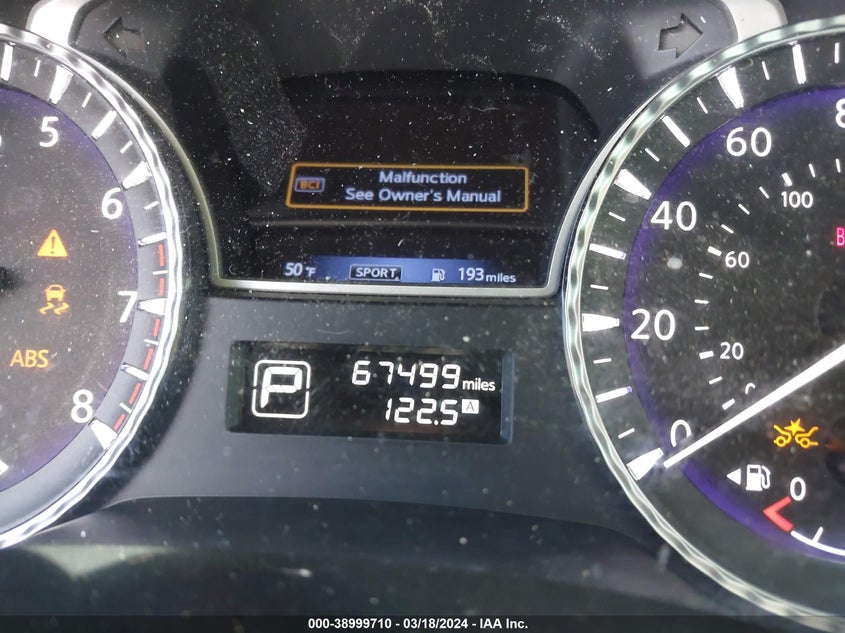 BCI
Malfunction
See Owner's Manual
50°F
SPORT
193 miles
P
67499 miles
122.5 A
5
6
7
8
ABS
60
40
20
0
100
60
20
0
0
000-38999710 - 03/18/2024 - IAA Inc.